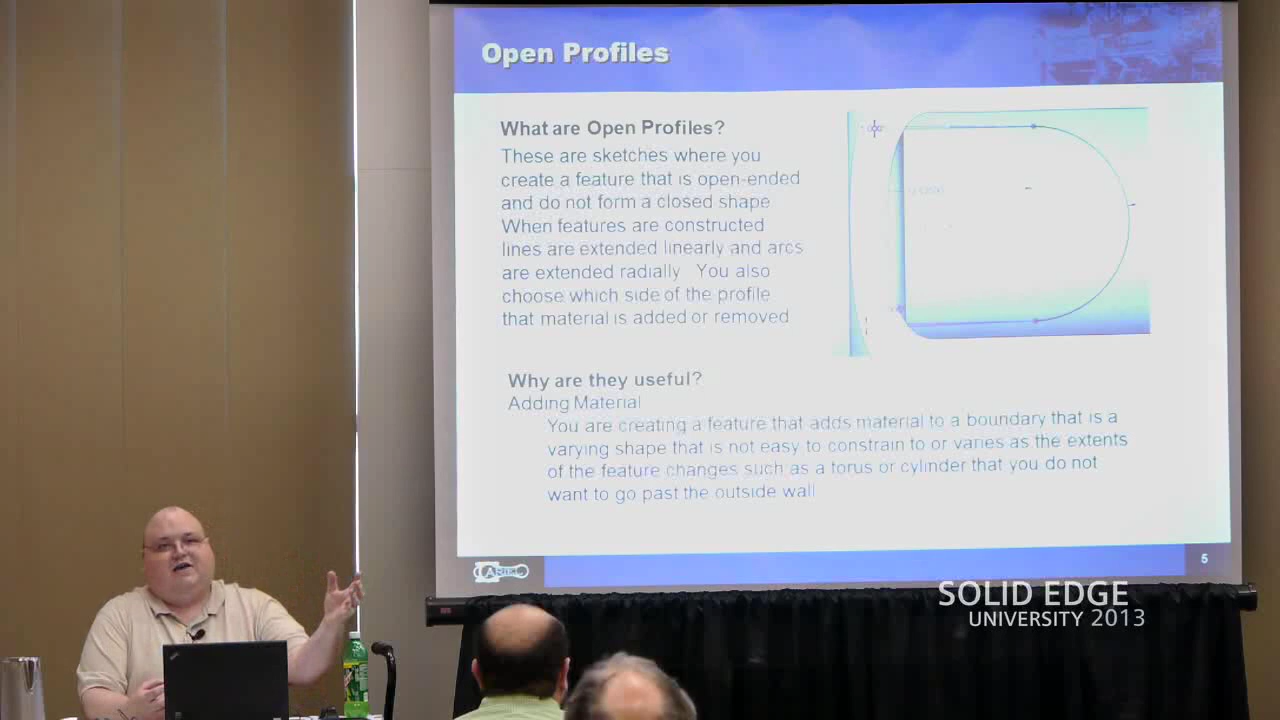 Open Profiles
What are Open Profiles?
These are sketches where you
create a feature that is open-ended
and do not form a closed shape
When features are constructed
lines are extended linearly and arcs
are extended radially You also
choose which side of the profile
that material is added or removed
Why are they useful?
Adding Material
You are creating a feature that adds material to a boundary that is a
varying shape that is not easy to constrain to or varies as the extents
of the feature changes such as a torus or cylinder that you do not
want to go past the outside wall
ARIEL
5
SOLID EDGE
UNIVERSITY 2013